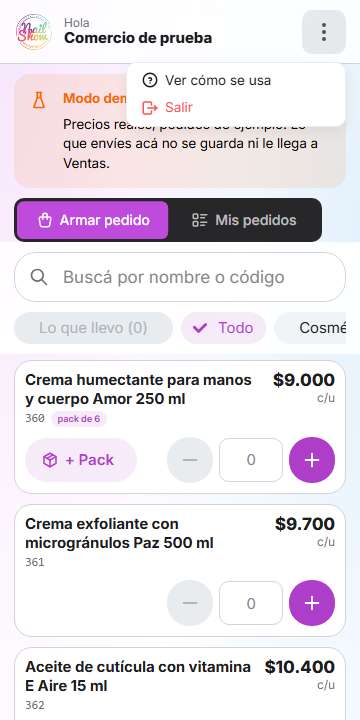 Nail Show
Hola
Comercio de prueba
Ver cómo se usa
Salir
Modo
Precios reales, pedidos de ejemplo. Lo
que envíes acá no se guarda ni le llega a
Ventas.
Armar pedido
Mis pedidos
Buscá por nombre o código
Lo que llevo (0)
Todo
Cosmé
Crema humectante para manos
y cuerpo Amor 250 ml
$9.000
c/u
360
pack de 6
+ Pack
0
Crema exfoliante con
microgránulos Paz 500 ml
$9.700
c/u
361
0
Aceite de cutícula con vitamina
E Aire 15 ml
$10.400
c/u
362